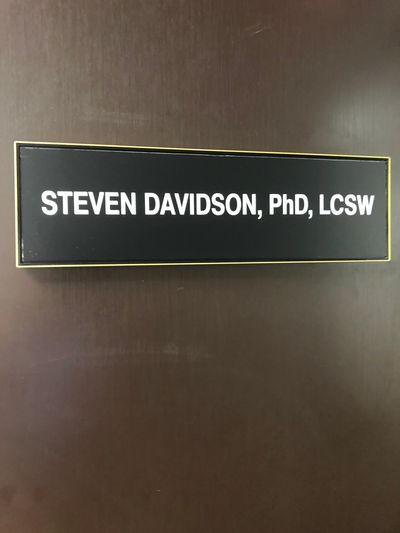 STEVEN DAVIDSON, PhD, LCSW